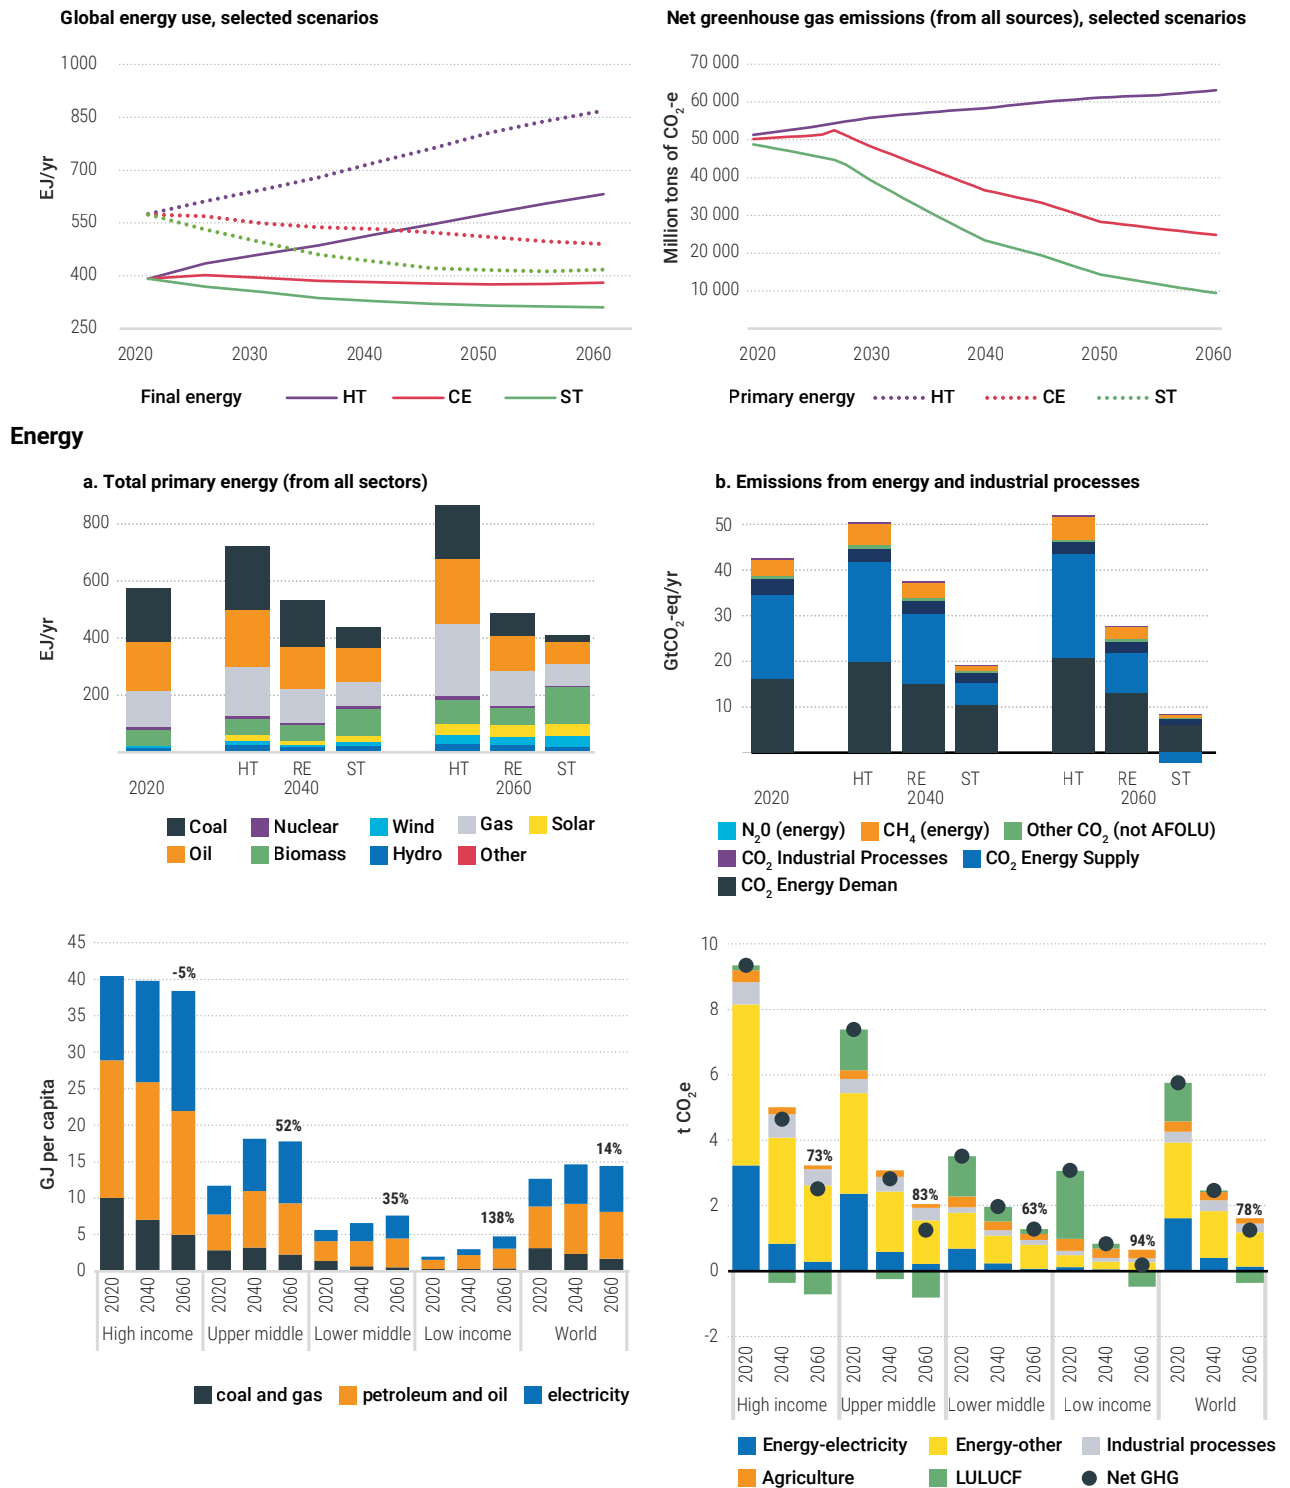 Global energy use, selected scenarios
1000
850
700
550
400
250
EJ/yr
2020 2030 2040 2050 2060
Final energy HT CE ST
Net greenhouse gas emissions (from all sources), selected scenarios
70 000
60 000
50 000
40 000
30 000
20 000
10 000
Million tons of CO2-e
2020 2030 2040 2050 2060
Primary energy HT CE ST
Energy
a. Total primary energy (from all sectors)
800
600
400
200
EJ/yr
HT RE ST HT RE ST
2020 2040 2060
Coal Nuclear Wind Gas Solar
Oil Biomass Hydro Other
b. Emissions from energy and industrial processes
50
40
30
20
10
GtCO2-eq/yr
HT RE ST HT RE ST
2020 2040 2060
N20 (energy) CH4 (energy) Other CO2 (not AFOLU)
CO2 Industrial Processes CO2 Energy Supply
CO2 Energy Deman
45
40
35
30
25
20
15
10
5
0
GJ per capita
-5%
52%
35%
138%
14%
2020 2040 2060 2020 2040 2060 2020 2040 2060 2020 2040 2060 2020 2040 2060
High income Upper middle Lower middle Low income World
coal and gas petroleum and oil electricity
10
8
6
4
2
0
-2
t CO2e
73%
83%
63%
94%
78%
2020 2040 2060 2020 2040 2060 2020 2040 2060 2020 2040 2060 2020 2040 2060
High income Upper middle Lower middle Low income World
Energy-electricity Energy-other Industrial processes
Agriculture LULUCF Net GHG